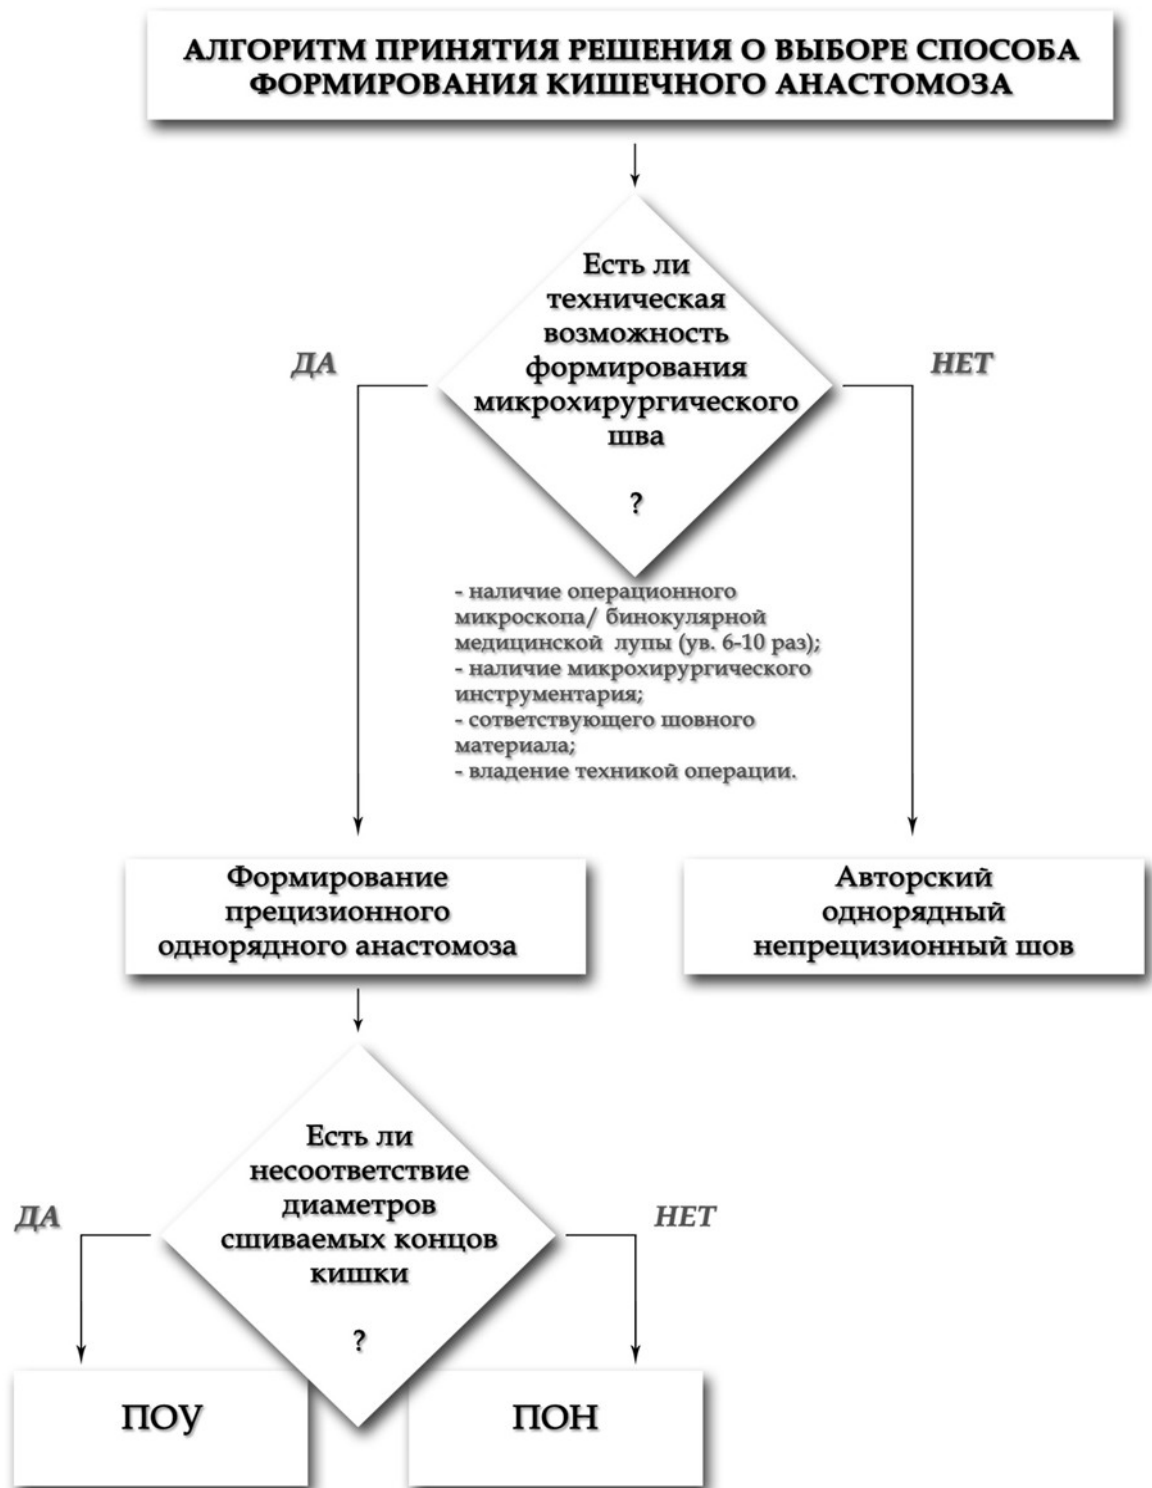 АЛГОРИТМ ПРИНЯТИЯ РЕШЕНИЯ О ВЫБОРЕ СПОСОБА
ФОРМИРОВАНИЯ КИШЕЧНОГО АНАСТОМОЗА
Есть ли
техническая
возможность
формирования
микрохирургического
шва
?
ДА
НЕТ
- наличие операционного
микроскопа/ бинокулярной
медицинской лупы (ув. 6-10 раз);
- наличие микрохирургического
инструментария;
- сответствующего шовного
материала;
- владение техникой операции.
Формирование
прецизионного
однорядного анастомоза
Авторский
однорядный
непрецизионный шов
Есть ли
несоответствие
диаметров
сшиваемых концов
кишки
?
ДА
НЕТ
ПОУ
ПОН